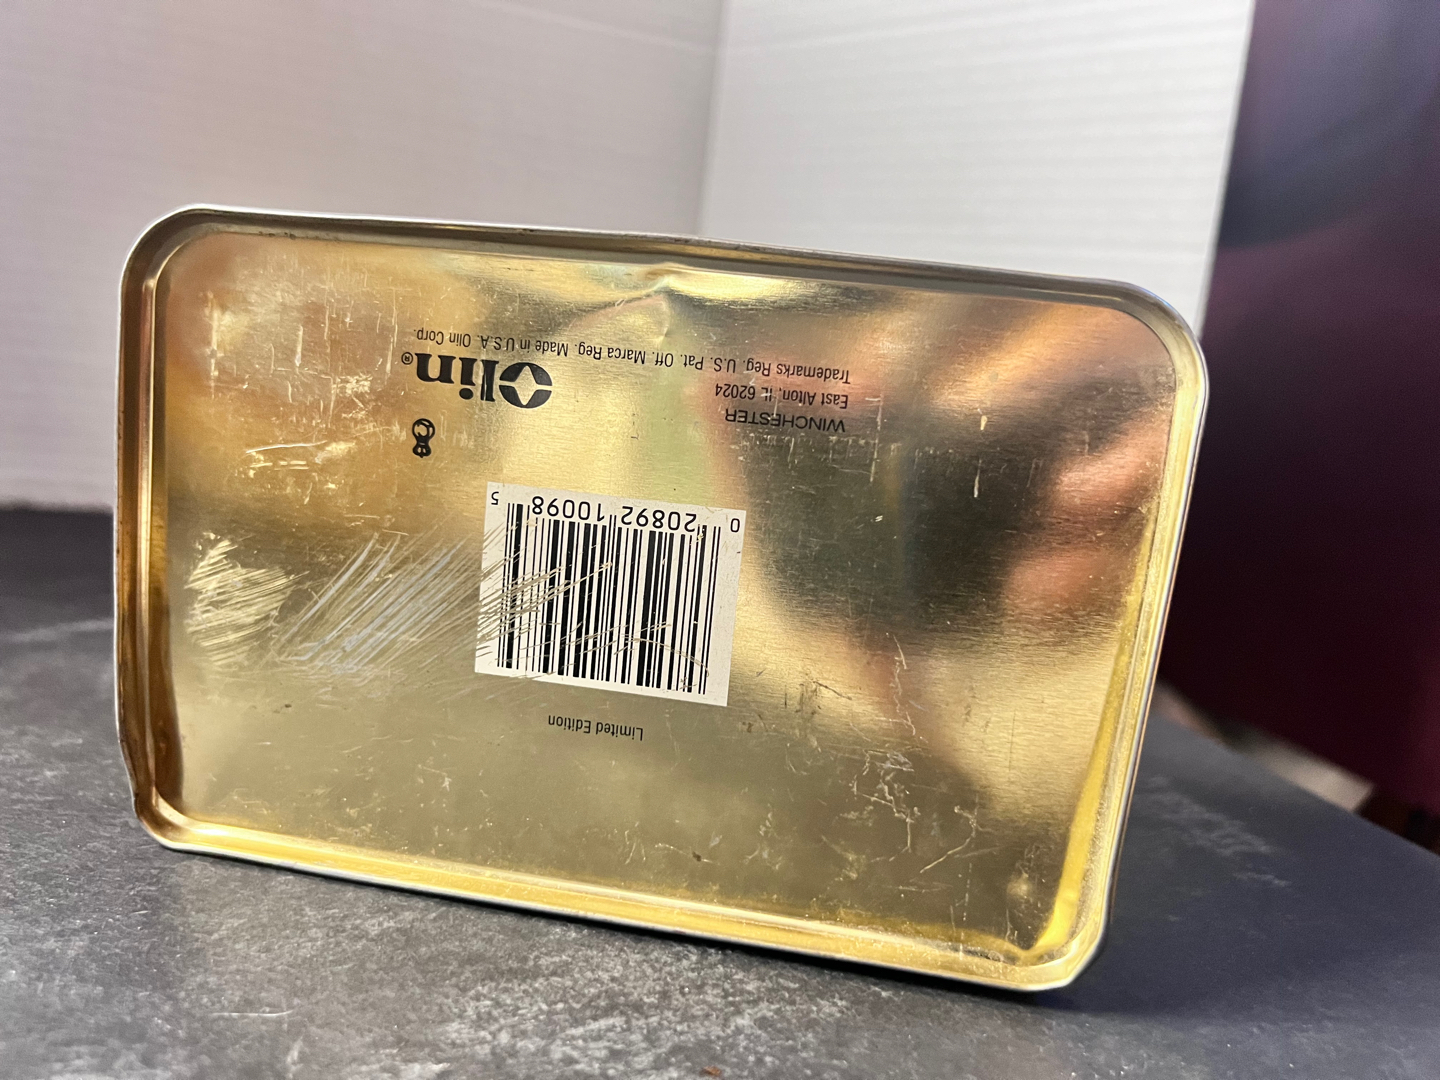 Limited Edition
0 20892 10098 5
WINCHESTER
East Alton, IL 62024
Olin®
Trademarks Reg. U.S. Pat. Off. Marca Reg. Made in U.S.A. Olin Corp.